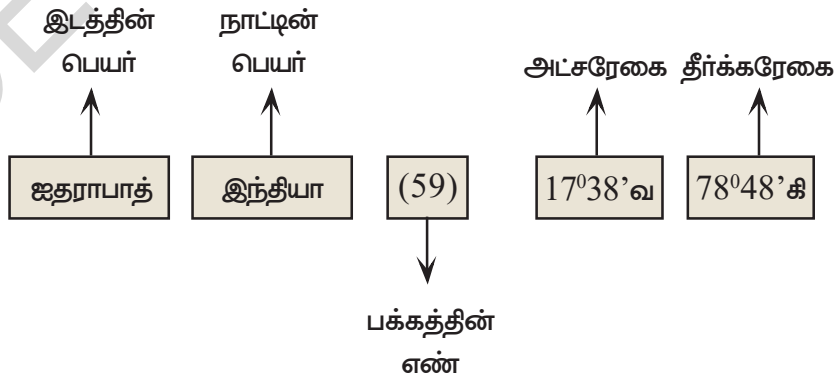 இடத்தின் நாட்டின்
பெயர் பெயர்
அட்சரேகை தீர்க்கரேகை
ஐதராபாத் இந்தியா (59) 17⁰38’வ 78⁰48’கி
பக்கத்தின்
எண்